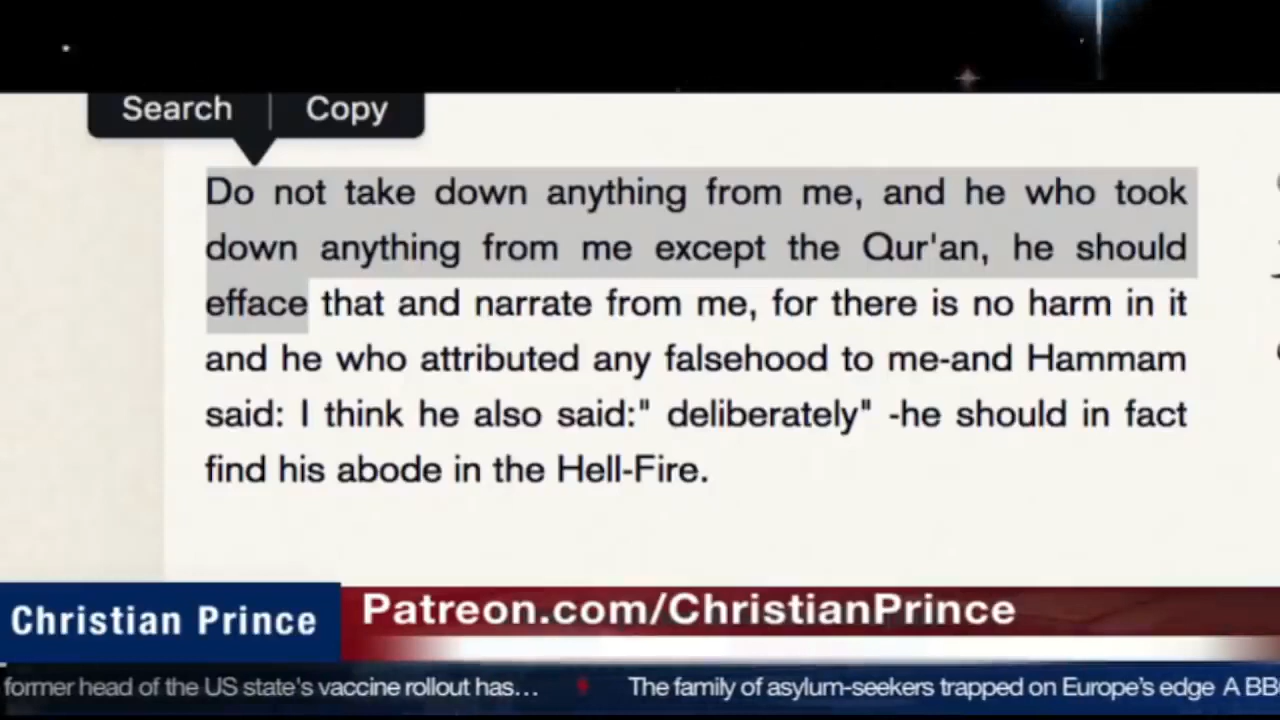 Search | Copy
Do not take down anything from me, and he who took
down anything from me except the Qur'an, he should
efface that and narrate from me, for there is no harm in it
and he who attributed any falsehood to me-and Hammam
said: I think he also said:" deliberately" -he should in fact
find his abode in the Hell-Fire.
Christian Prince
Patreon.com/ChristianPrince
former head of the US state's vaccine rollout has... The family of asylum-seekers trapped on Europe's edge A BB